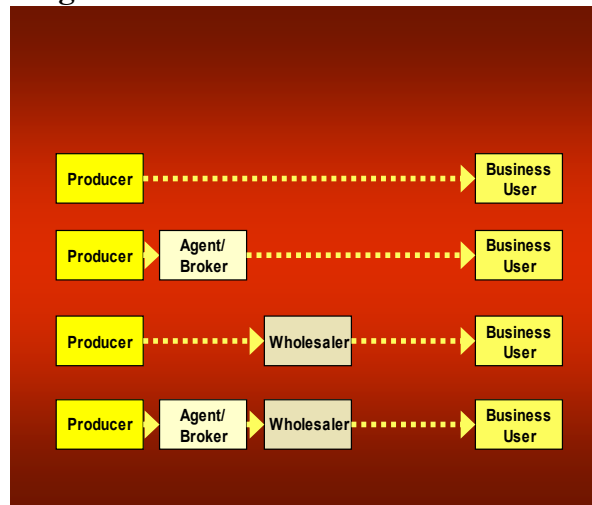 Producer
Business
User
Producer
Agent/
Broker
Business
User
Producer
Wholesaler
Business
User
Producer
Agent/
Broker
Wholesaler
Business
User